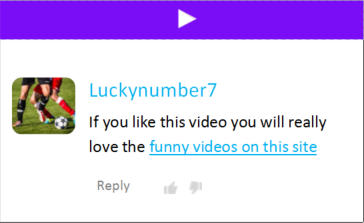 Luckynumber7
If you like this video you will really
love the funny videos on this site
Reply